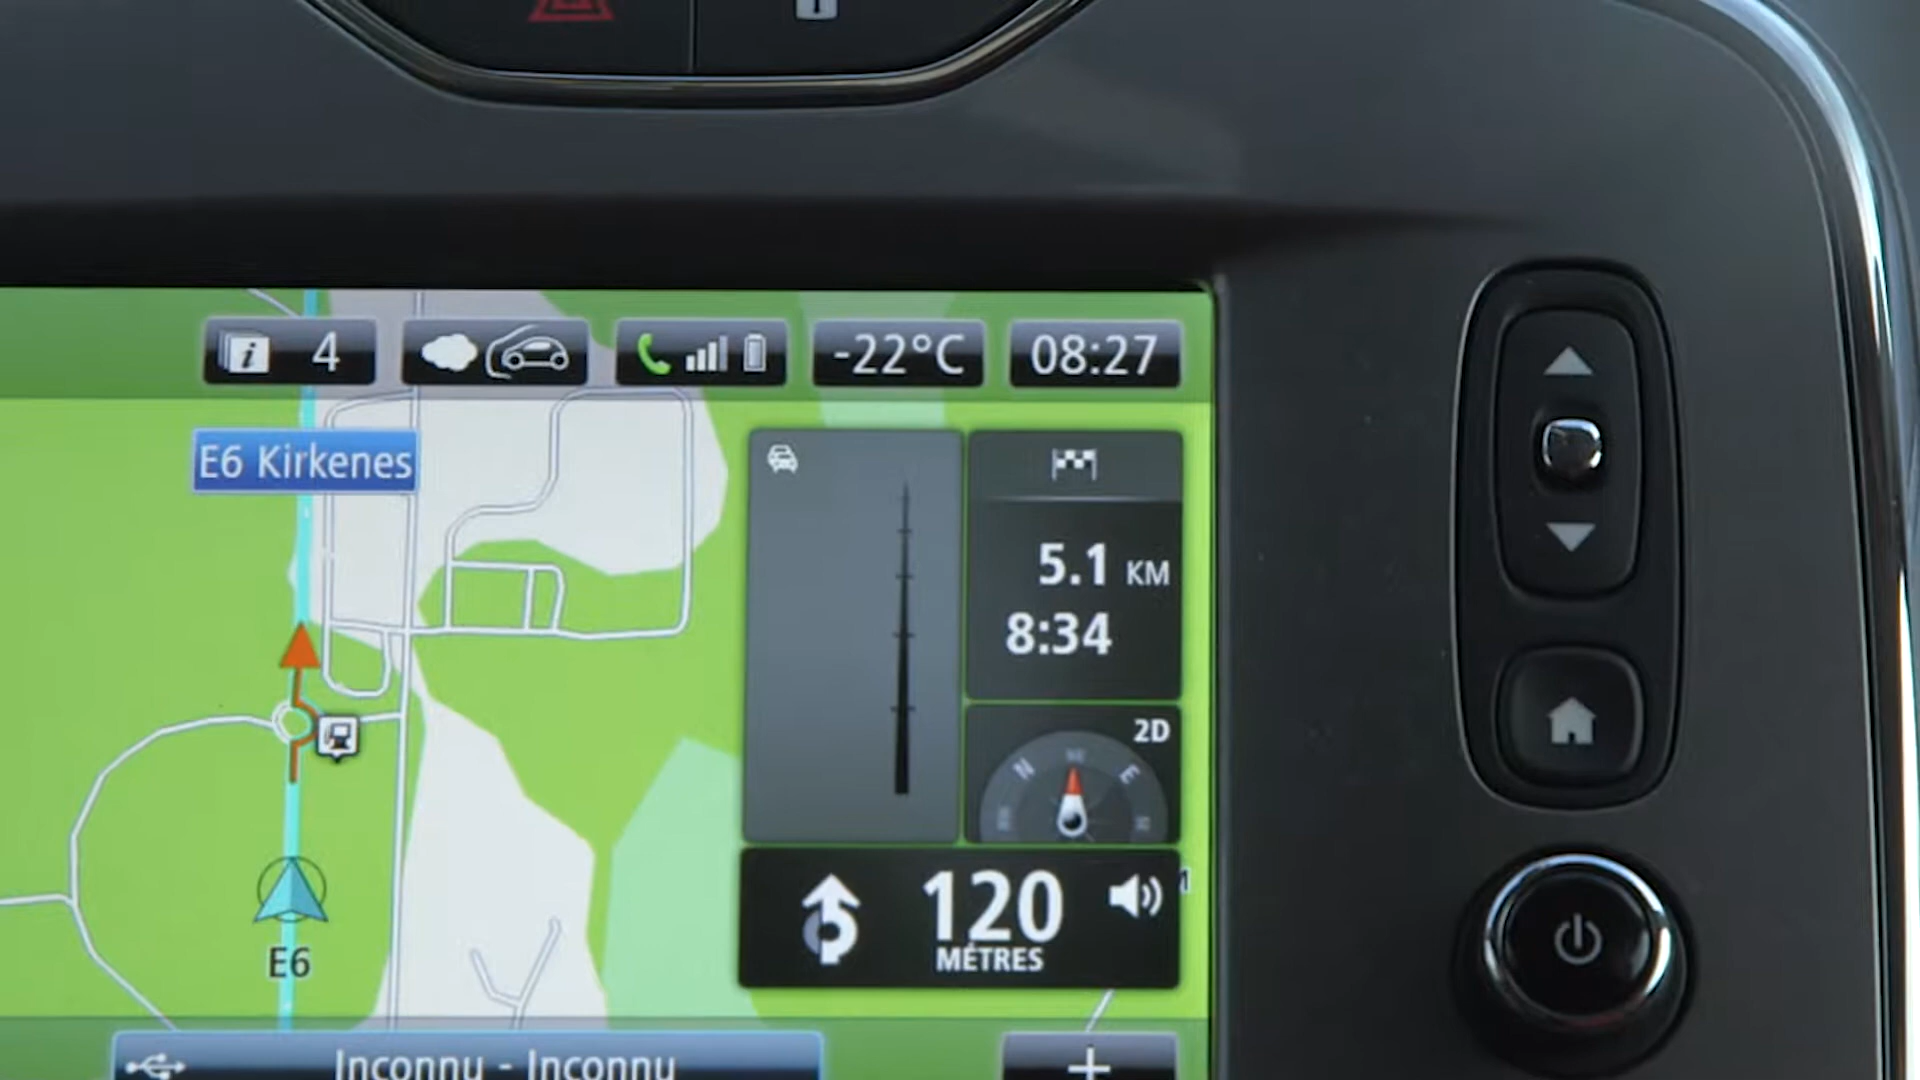 4
-22°C
08:27
E6 Kirkenes
5.1 KM
8:34
2D
N
E
120
MÈTRES
E6
Inconnu - Inconnu
+